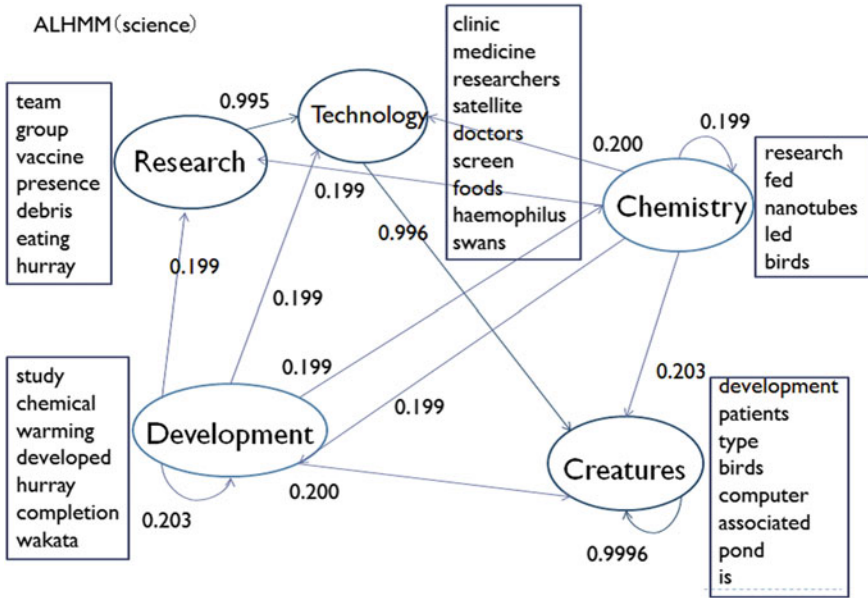 ALHMM(science)
team
group
vaccine
presence
debris
eating
hurray
0.995
Research
Technology
clinic
medicine
researchers
satellite
doctors
screen
foods
haemophilus
swans
0.200
0.199
Chemistry
research
fed
nanotubes
led
birds
0.199
0.996
0.199
0.199
0.199
0.199
0.203
study
chemical
warming
developed
hurray
completion
wakata
Development
0.203
0.200
Creatures
0.9996
development
patients
type
birds
computer
associated
pond
is